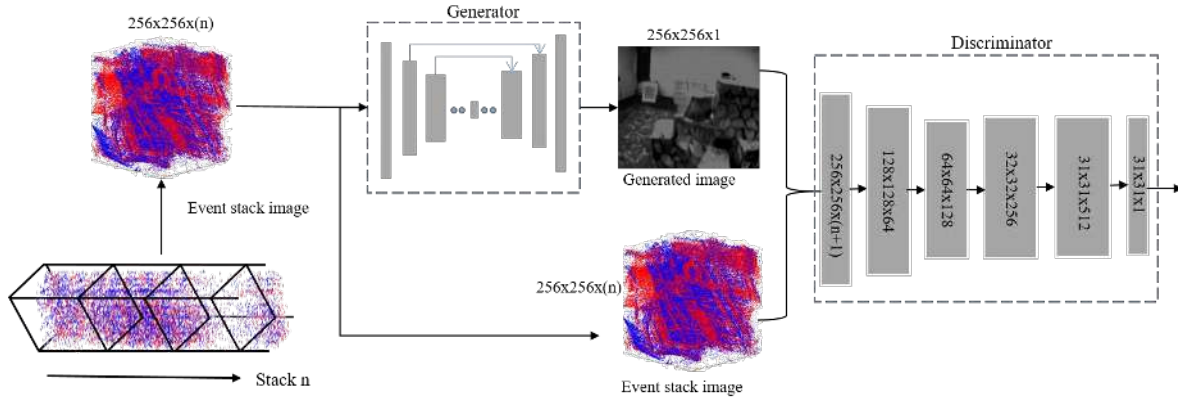 Generator
256x256x(n)
256x256x1
Discriminator
Generated image
Event stack image
256x256x(n)
256x256x(n+1)
128x128x64
64x64x128
32x32x256
31x31x512
31x31x1
Stack n
Event stack image